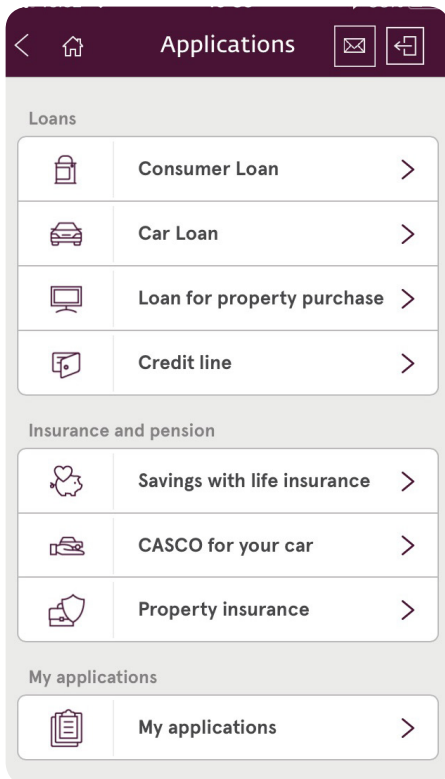 Applications
Loans
Consumer Loan
Car Loan
Loan for property purchase
Credit line
Insurance and pension
Savings with life insurance
CASCO for your car
Property insurance
My applications
My applications